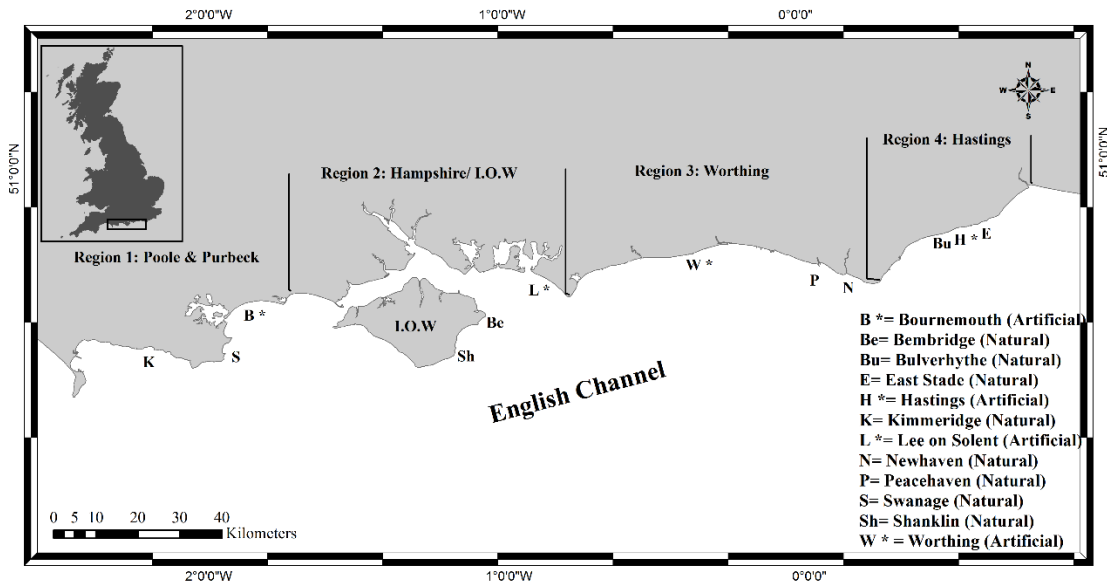 2°0'0"W 1°0'0"W 0°0'0"
51°0'0"N
51°0'0"N
N
W E
S
Region 4: Hastings
Region 2: Hampshire/ I.O.W
Region 3: Worthing
Region 1: Poole & Purbeck
Bu H * E
W *
P
N
L *
B *
I.O.W
Be
K
S
Sh
English Channel
B *= Bournemouth (Artificial)
Be= Bembridge (Natural)
Bu= Bulverhythe (Natural)
E= East Stade (Natural)
H *= Hastings (Artificial)
K= Kimmeridge (Natural)
L *= Lee on Solent (Artificial)
N= Newhaven (Natural)
P= Peacehaven (Natural)
S= Swanage (Natural)
Sh= Shanklin (Natural)
W * = Worthing (Artificial)
0 5 10 20 30 40
Kilometers
2°0'0"W 1°0'0"W 0°0'0"